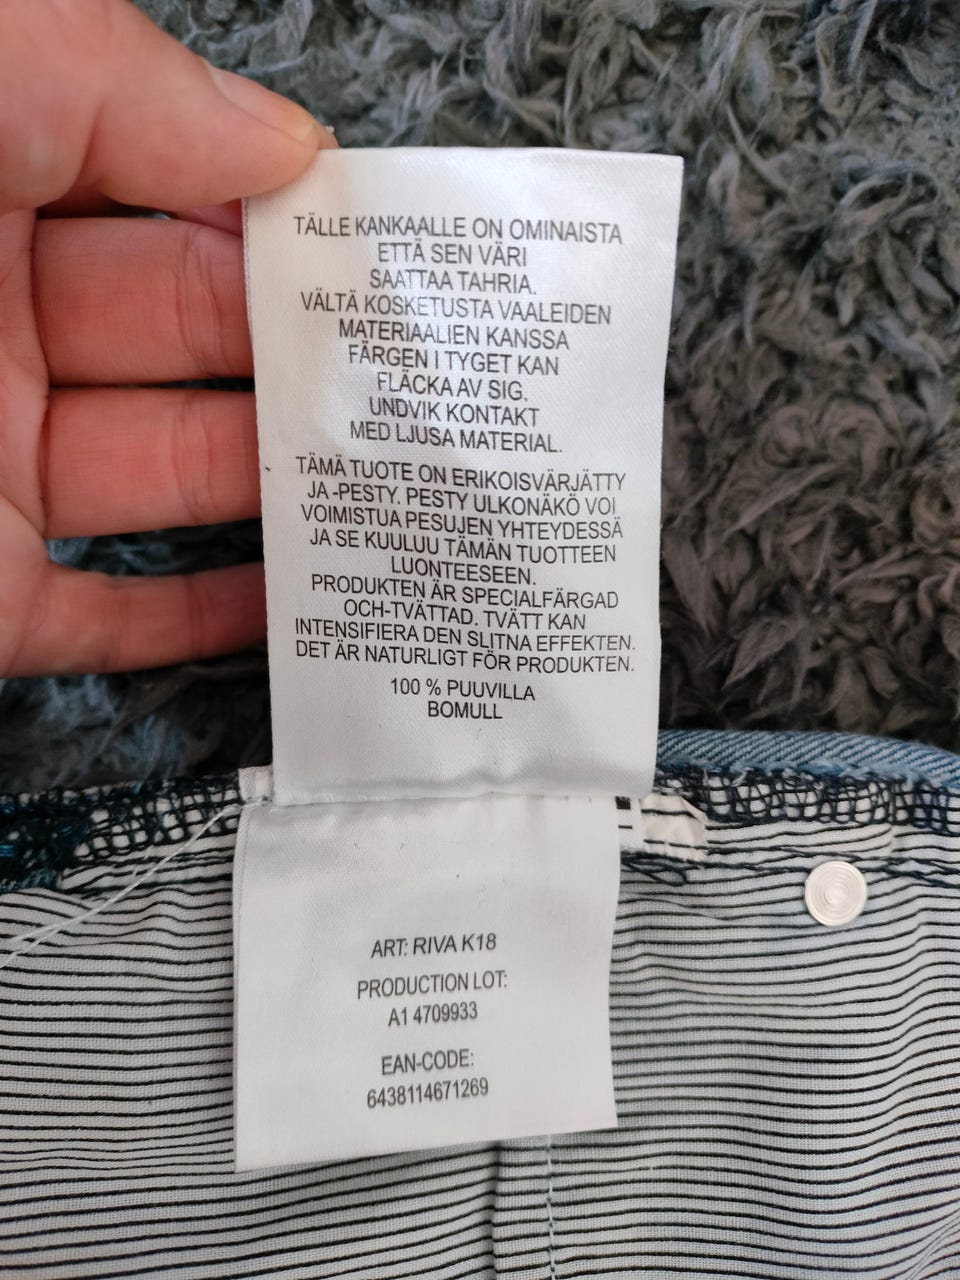 TÄLLE KANKAALLE ON OMINAISTA
ETTÄ SEN VÄRI
SAATTAA TAHRIA.
VÄLTÄ KOSKETUSTA VAALEIDEN
MATERIAALIEN KANSSA
FÄRGEN I TYGET KAN
FLÄCKA AV SIG.
UNDVIK KONTAKT
MED LJUSA MATERIAL.
TÄMÄ TUOTE ON ERIKOISVÄRJÄTTY
JA -PESTY. PESTY ULKONÄKÖ VOI
VOIMISTUA PESUJEN YHTEYDESSÄ
JA SE KUULUU TÄMÄN TUOTTEEN
LUONTEESEEN.
PRODUKTEN ÄR SPECIALFÄRGAD
OCH-TVÄTTAD. TVÄTT KAN
INTENSIFIERA DEN SLITNA EFFEKTEN.
DET ÄR NATURLIGT FÖR PRODUKTEN.
100 % PUUVILLA
BOMULL
ART: RIVA K18
PRODUCTION LOT:
A1 4709933
EAN-CODE:
6438114671269